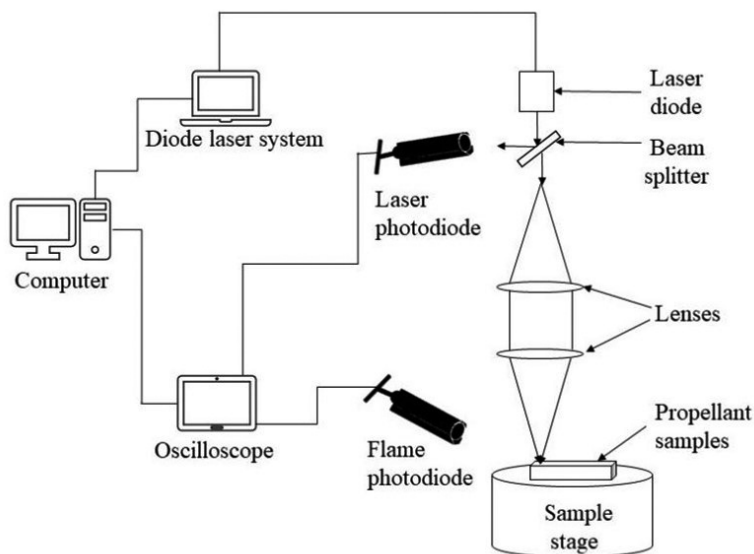 Laser
diode
Diode laser system
Beam
splitter
Laser
photodiode
Computer
Lenses
Oscilloscope
Flame
photodiode
Propellant
samples
Sample
stage